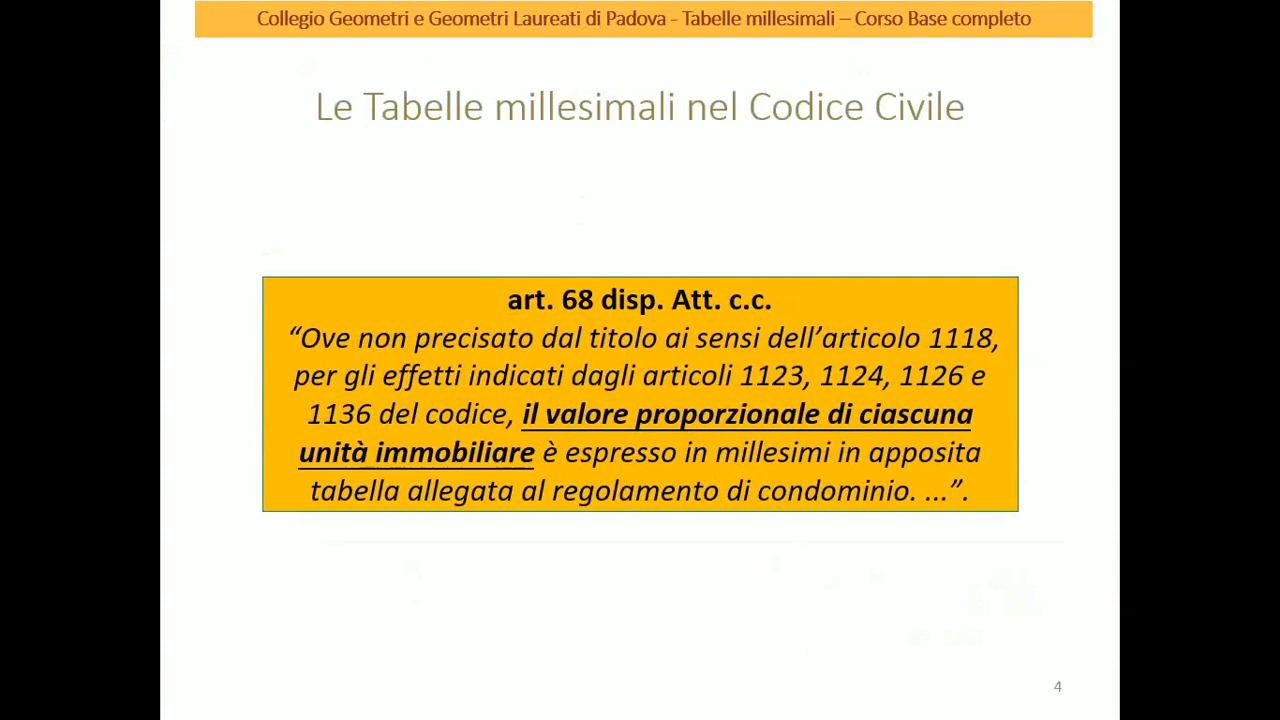 Collegio Geometri e Geometri Laureati di Padova - Tabelle millesimali – Corso Base completo
Le Tabelle millesimali nel Codice Civile
art. 68 disp. Att. c.c.
“Ove non precisato dal titolo ai sensi dell’articolo 1118,
per gli effetti indicati dagli articoli 1123, 1124, 1126 e
1136 del codice, il valore proporzionale di ciascuna
unità immobiliare è espresso in millesimi in apposita
tabella allegata al regolamento di condominio. ...”.
4